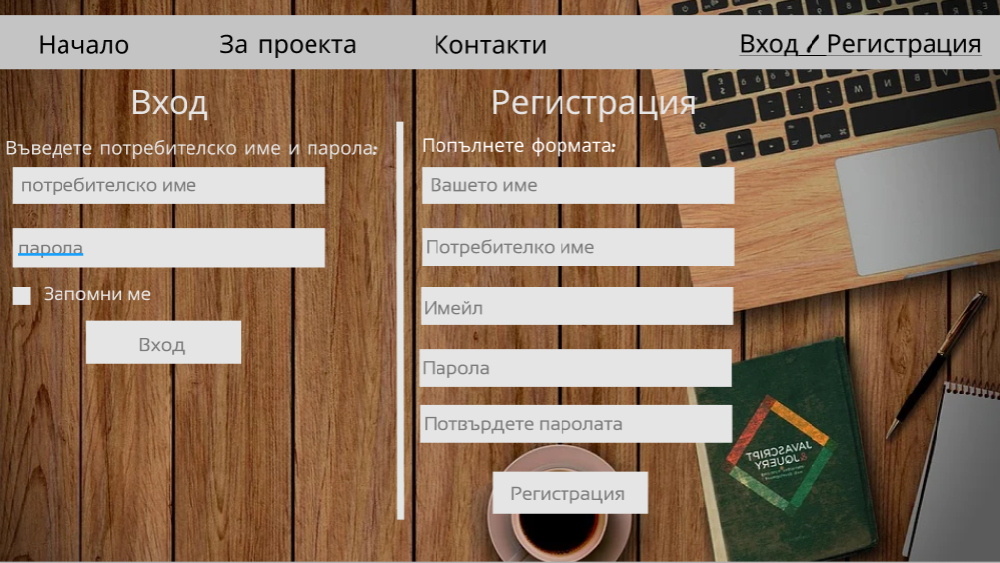 Начало За проекта Контакти Вход / Регистрация
Вход
Въведете потребителско име и парола:
потребителско име
парола
Запомни ме
Вход
Регистрация
Попълнете формата:
Вашето име
Потребителко име
Имейл
Парола
Потвърдете паролата
Регистрация
JAVASCRIPT
& JQUERY